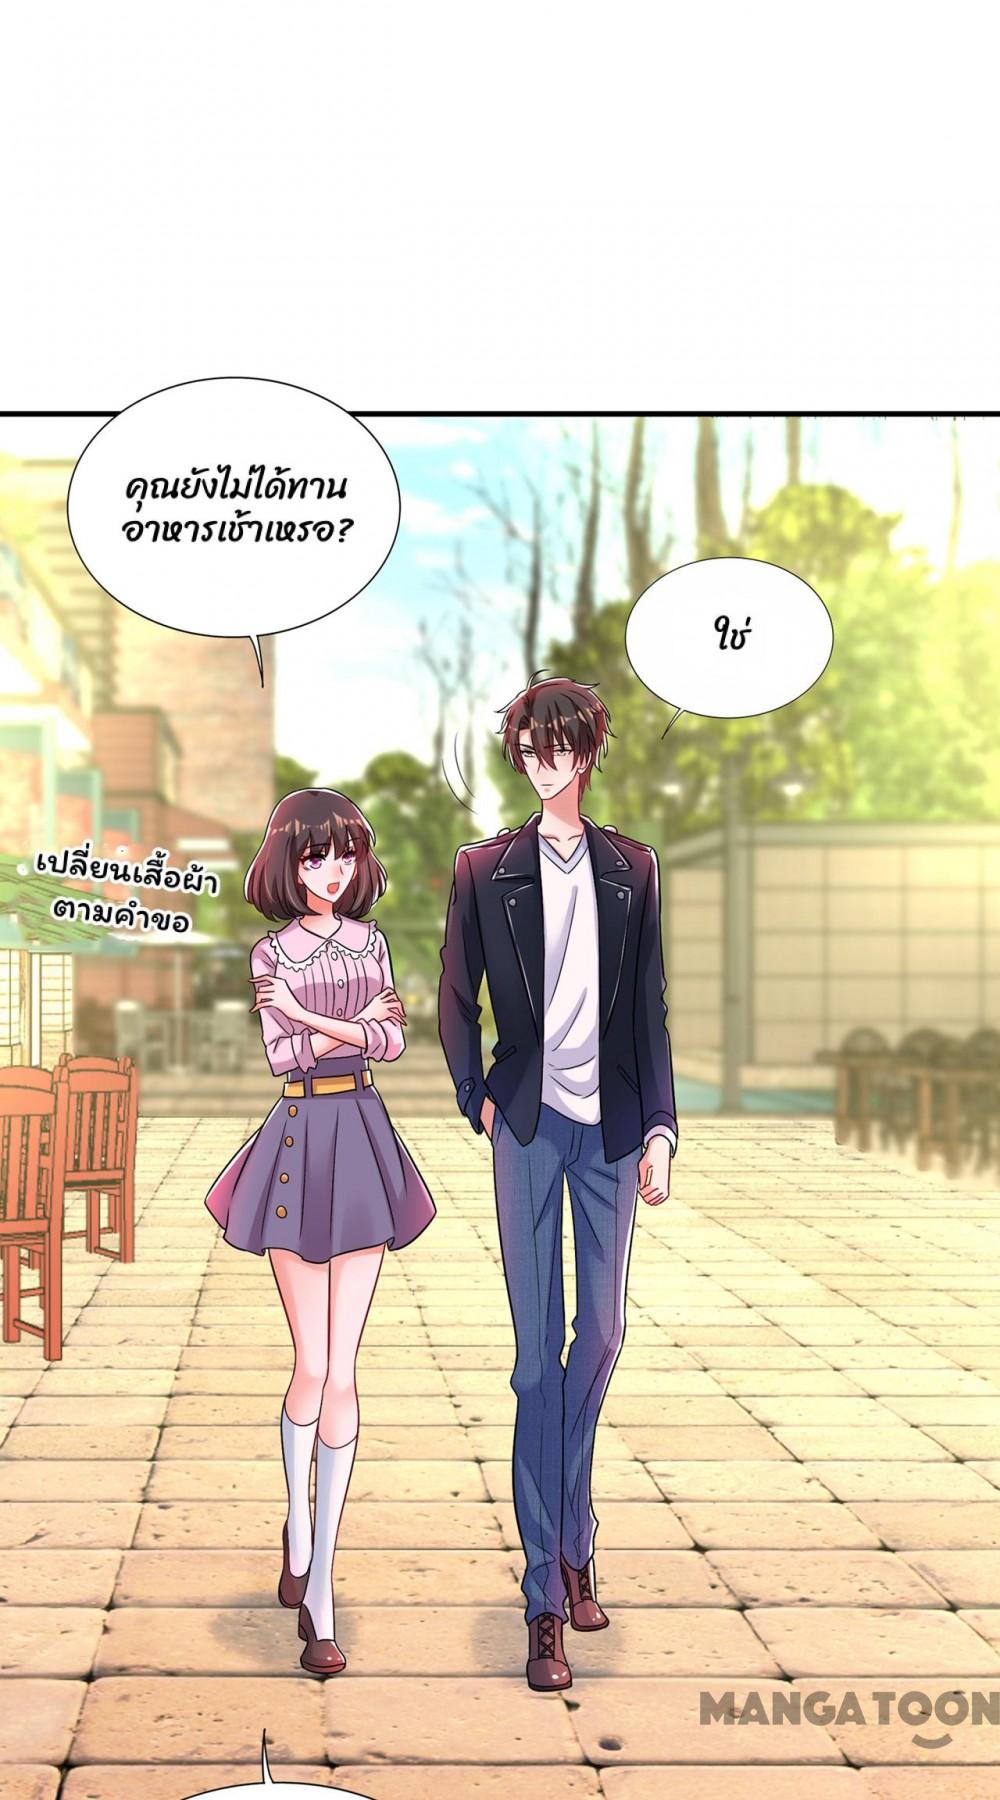 คุณยังไม่ได้ทาน
อาหารเช้าเหรอ?
ใช่
เปลี่ยนเสื้อผ้า
ตามคำขอ
MANGATOON